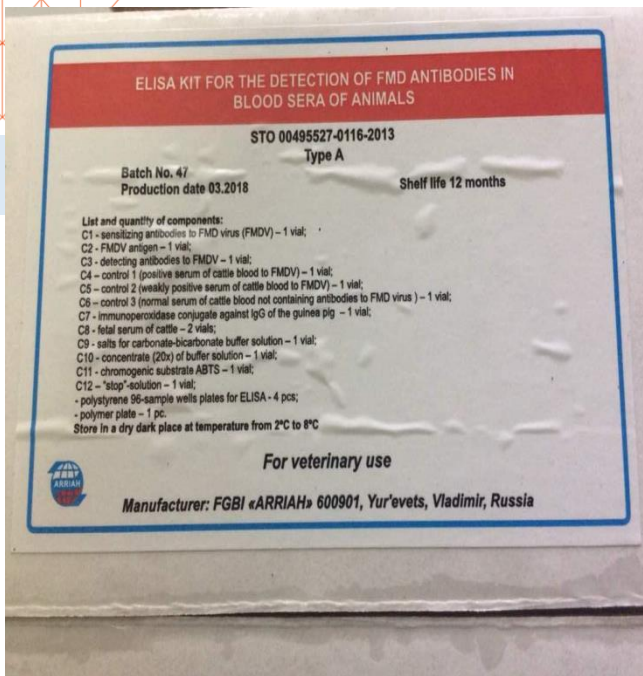 ELISA KIT FOR THE DETECTION OF FMD ANTIBODIES IN
BLOOD SERA OF ANIMALS
STO 00495527-0116-2013
Type A
Batch No. 47
Production date 03.2018
Shelf life 12 months
List and quantity of components:
C1 - sensitizing antibodies to FMD virus (FMDV) – 1 vial;
C2 - FMDV antigen – 1 vial;
C3 - detecting antibodies to FMDV – 1 vial;
C4 – control 1 (positive serum of cattle blood to FMDV) – 1 vial;
C5 - control 2 (weakly positive serum of cattle blood to FMDV) – 1 vial;
C6 – control 3 (normal serum of cattle blood not containing antibodies to FMD virus ) – 1 vial;
C7 - immunoperoxidase conjugate against IgG of the guinea pig – 1 vial;
C8 - fetal serum of cattle – 2 vials;
C9 - salts for carbonate-bicarbonate buffer solution – 1 vial;
C10 - concentrate (20x) of buffer solution – 1 vial;
C11 - chromogenic substrate ABTS – 1 vial;
C12 – "stop"-solution – 1 vial;
- polystyrene 96-sample wells plates for ELISA - 4 pcs;
- polymer plate – 1 pc.
Store in a dry dark place at temperature from 2ºC to 8ºC
For veterinary use
ARRIAH
Manufacturer: FGBI «ARRIAH» 600901, Yur'evets, Vladimir, Russia